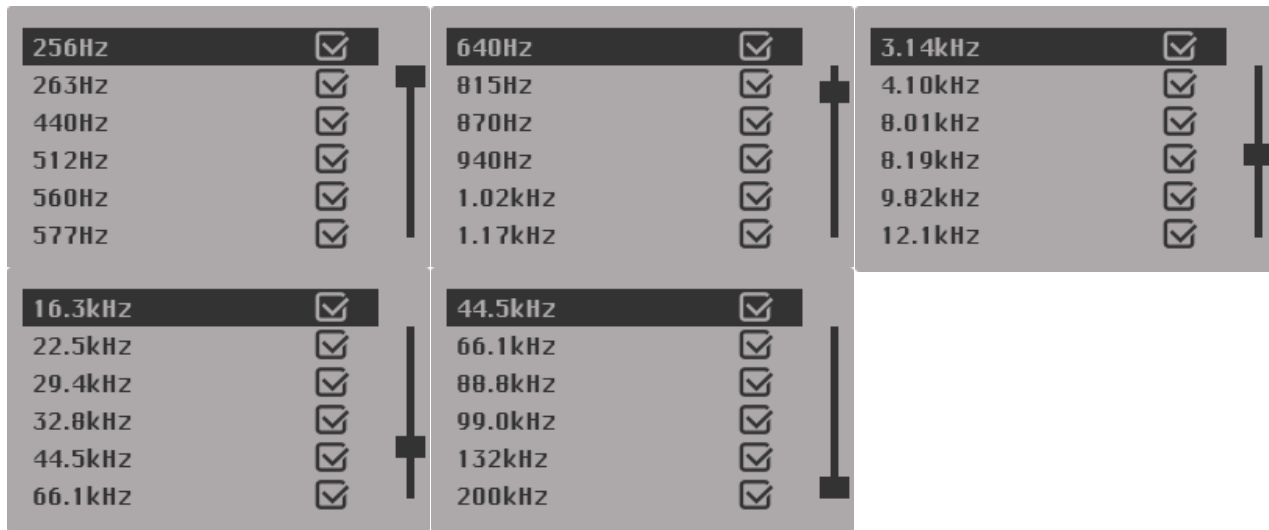 256Hz
263Hz
440Hz
512Hz
560Hz
577Hz
640Hz
815Hz
870Hz
940Hz
1.02kHz
1.17kHz
3.14kHz
4.10kHz
8.01kHz
8.19kHz
9.82kHz
12.1kHz
16.3kHz
22.5kHz
29.4kHz
32.8kHz
44.5kHz
66.1kHz
44.5kHz
66.1kHz
88.8kHz
99.0kHz
132kHz
200kHz